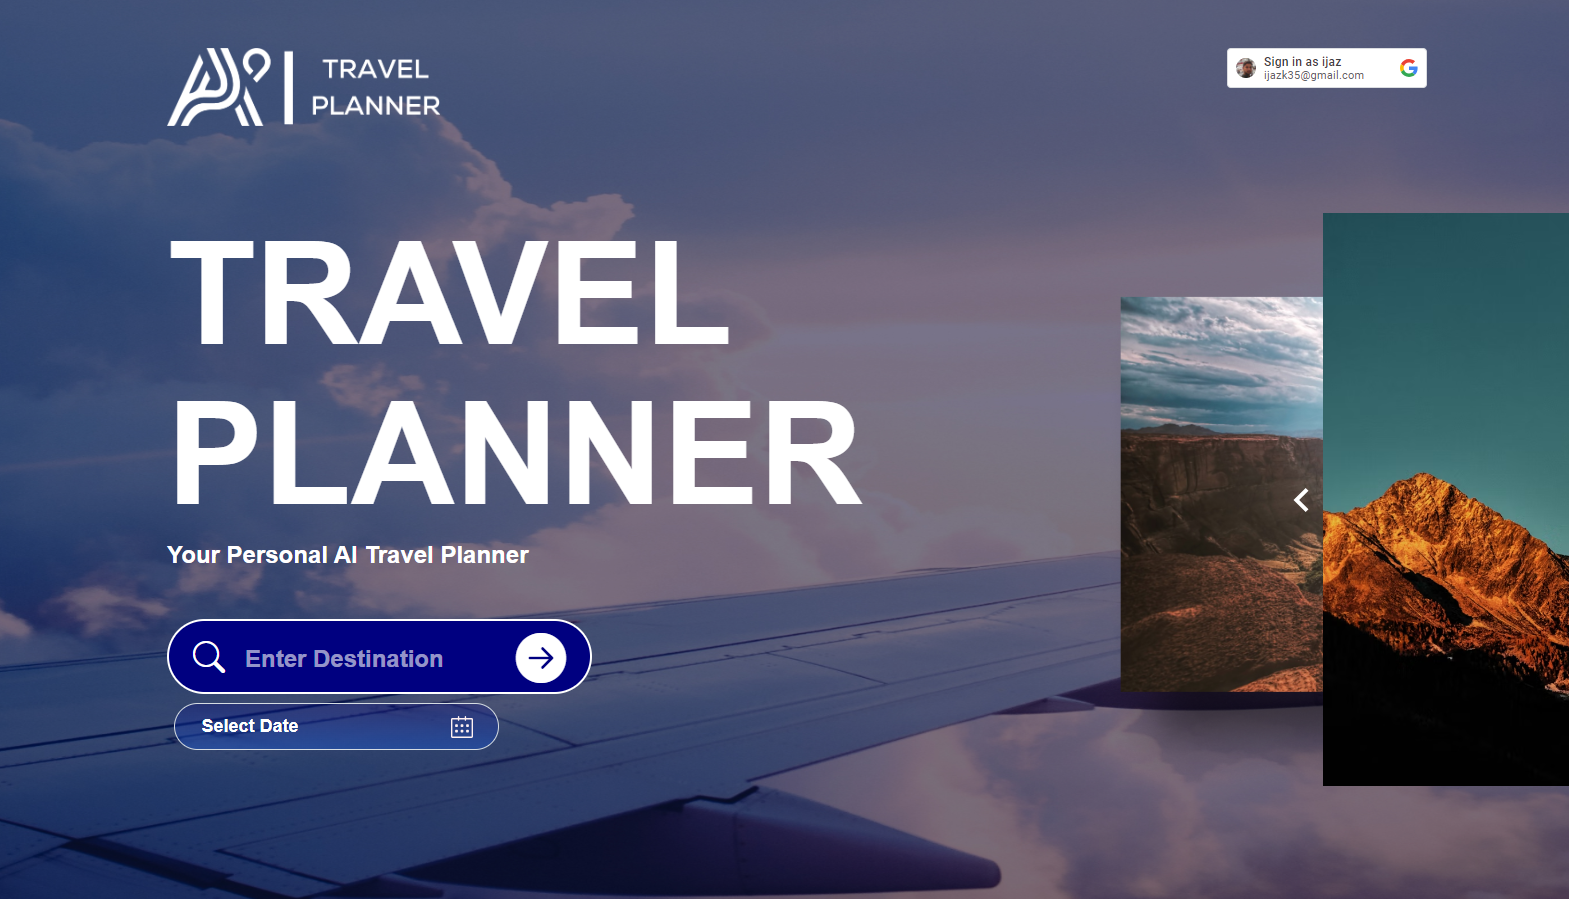 TRAVEL
PLANNER
Sign in as ijaz
ijazk35@gmail.com
TRAVEL
PLANNER
Your Personal AI Travel Planner
Enter Destination
Select Date